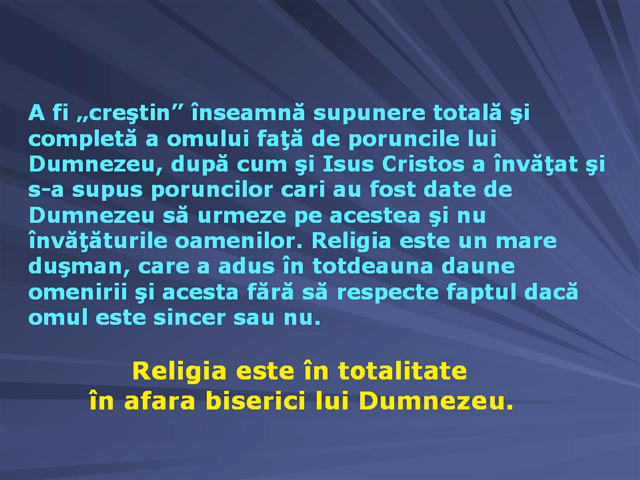 A fi „creştin” înseamnă supunere totală şi
completă a omului faţă de poruncile lui
Dumnezeu, după cum şi Isus Cristos a învăţat şi
s-a supus poruncilor cari au fost date de
Dumnezeu să urmeze pe acestea şi nu
învăţăturile oamenilor. Religia este un mare
duşman, care a adus în totdeauna daune
omenirii şi acesta fără să respecte faptul dacă
omul este sincer sau nu.
Religia este în totalitate
în afara biserici lui Dumnezeu.